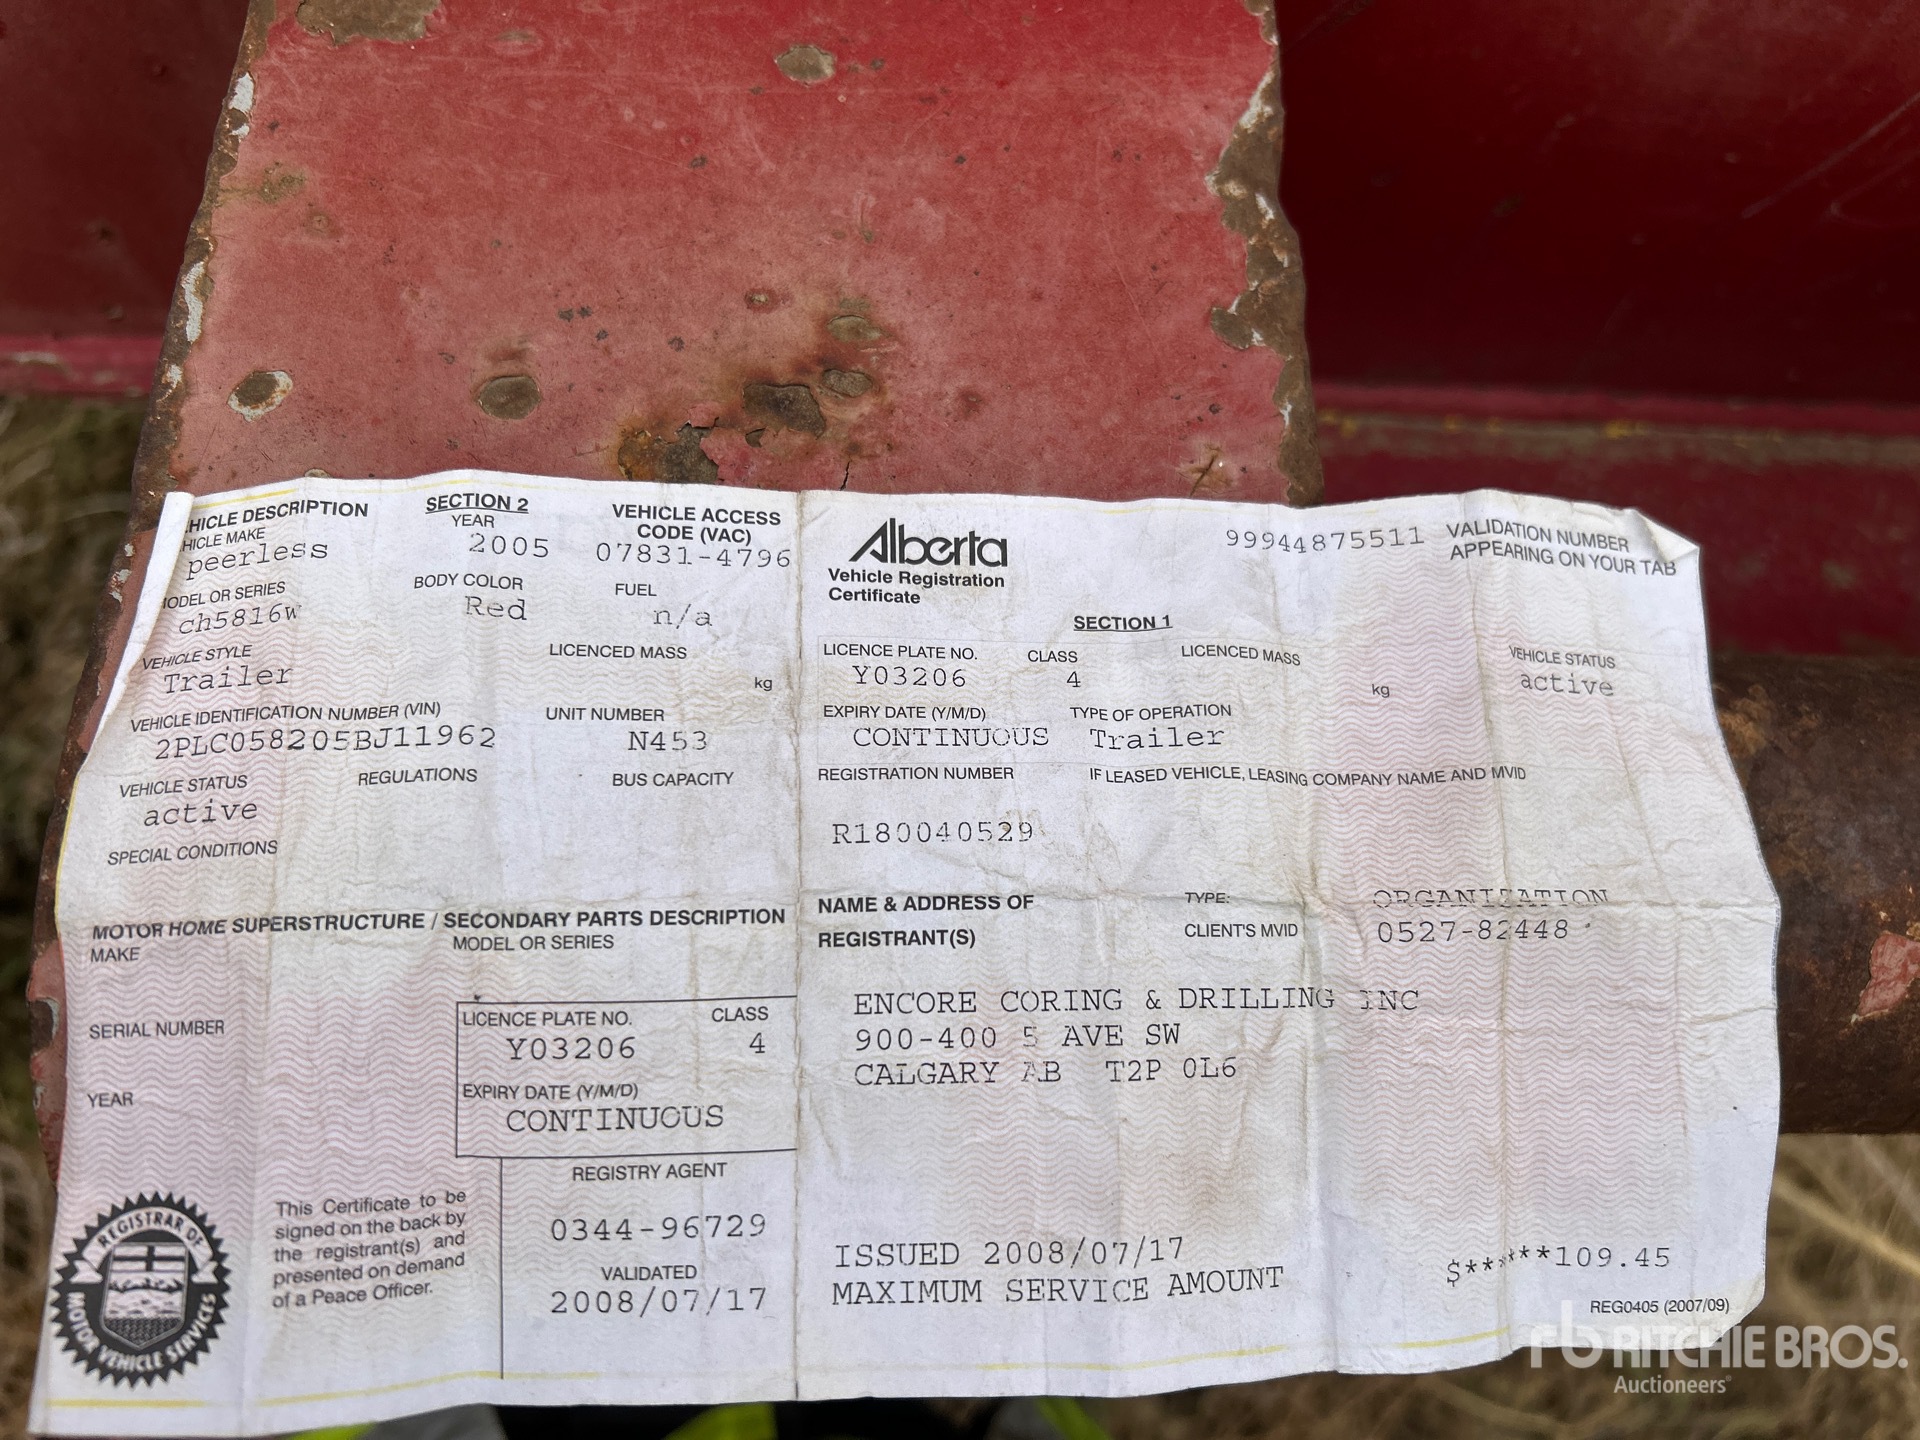 HICLE DESCRIPTION SECTION 2 VEHICLE ACCESS CODE (VAC)
HICLE MAKE YEAR
peerless 2005 07831-4796
ODEL OR SERIES BODY COLOR FUEL
ch5816w Red n/a
VEHICLE STYLE LICENCED MASS
Trailer kg
VEHICLE IDENTIFICATION NUMBER (VIN) UNIT NUMBER
2PLC058205BJ11962 N453
VEHICLE STATUS REGULATIONS BUS CAPACITY
active
SPECIAL CONDITIONS
MOTOR HOME SUPERSTRUCTURE / SECONDARY PARTS DESCRIPTION
MAKE MODEL OR SERIES
SERIAL NUMBER
YEAR
LICENCE PLATE NO. CLASS
Y03206 4
EXPIRY DATE (Y/M/D)
CONTINUOUS
REGISTRY AGENT
0344-96729
VALIDATED
2008/07/17
This Certificate to be
signed on the back by
the registrant(s) and
presented on demand
of a Peace Officer.
REGISTRAR OF
MOTOR VEHICLE SERVICES
Alberta
Vehicle Registration
Certificate
99944875511 VALIDATION NUMBER
APPEARING ON YOUR TAB
SECTION 1
LICENCE PLATE NO. CLASS LICENCED MASS VEHICLE STATUS
Y03206 4 kg active
EXPIRY DATE (Y/M/D) TYPE OF OPERATION
CONTINUOUS Trailer
REGISTRATION NUMBER IF LEASED VEHICLE, LEASING COMPANY NAME AND MVID
R180040529
NAME & ADDRESS OF TYPE: ORGANIZATION
REGISTRANT(S) CLIENT'S MVID 0527-82448
ENCORE CORING & DRILLING INC
900-400 5 AVE SW
CALGARY AB T2P 0L6
ISSUED 2008/07/17
MAXIMUM SERVICE AMOUNT $******109.45
REG0405 (2007/09)
rb RITCHIE BROS.
Auctioneers